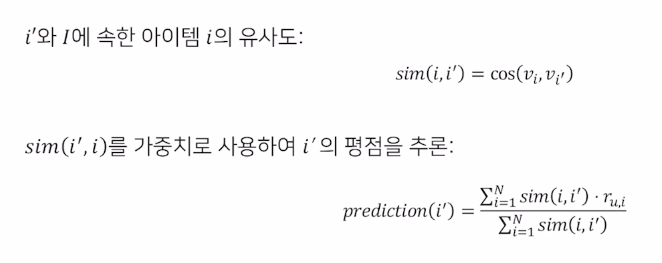 i′와 I에 속한 아이템 i의 유사도:
sim(i, i′) = cos(v_i, v_{i′})
sim(i′, i)를 가중치로 사용하여 i′의 평점을 추론:
prediction(i′) = \frac{\sum_{i=1}^{N} sim(i, i′) · r_{u,i}}{\sum_{i=1}^{N} sim(i, i′)}